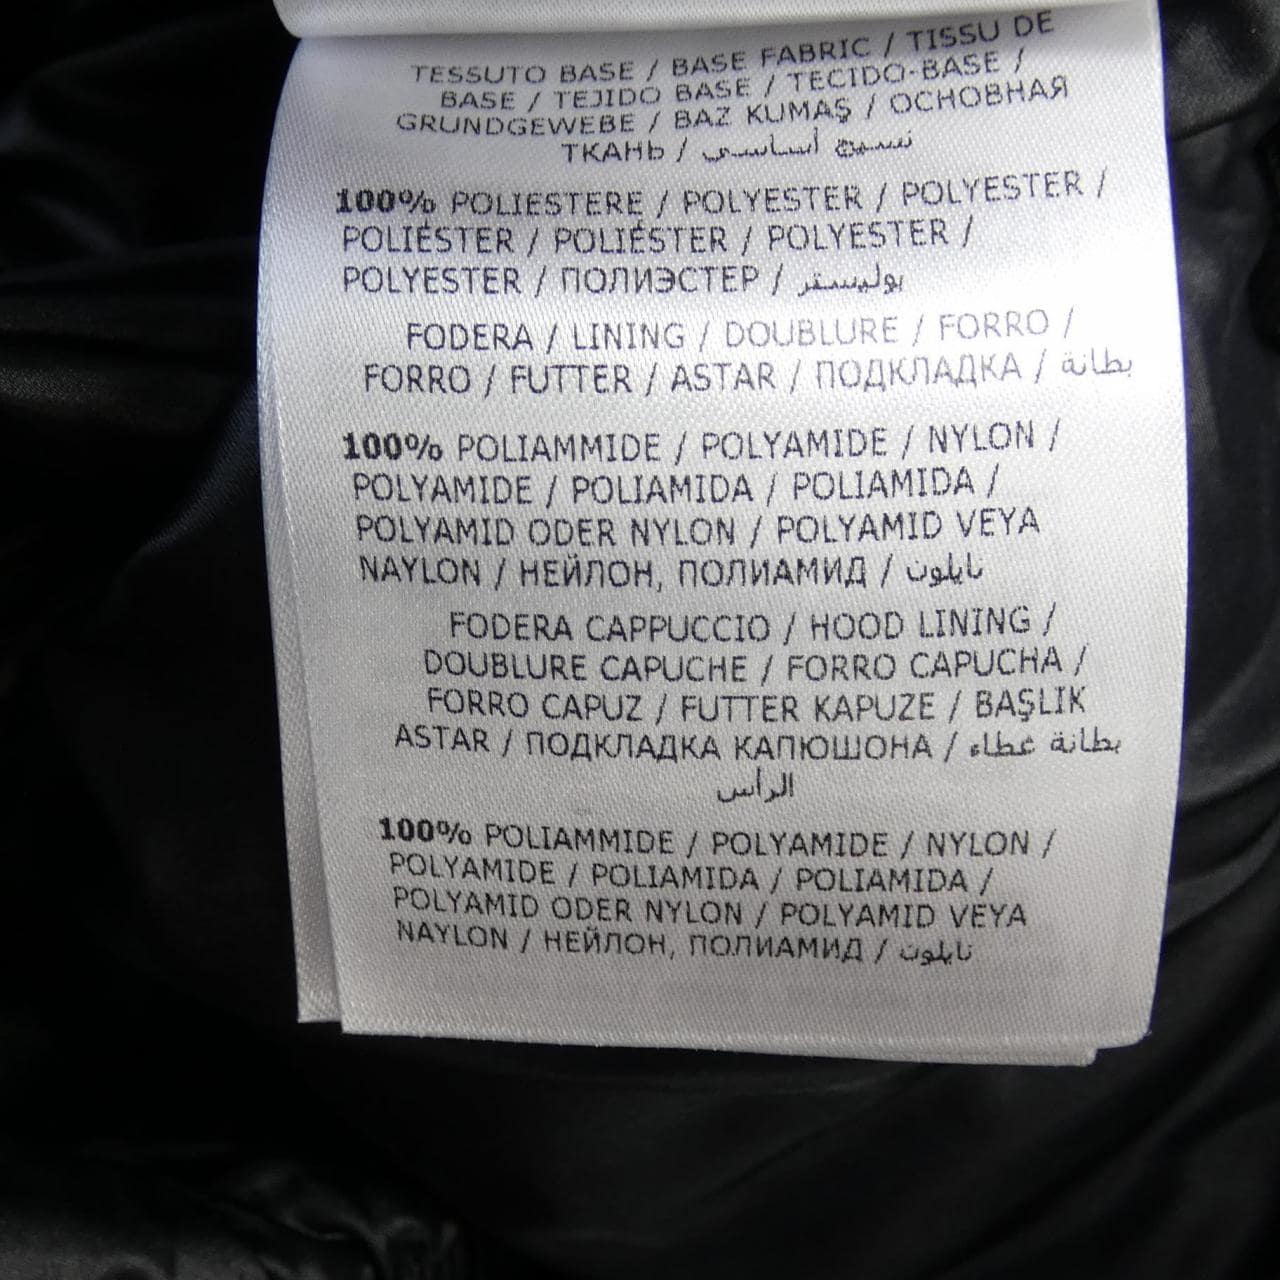 TESSUTO BASE / BASE FABRIC / TISSU DE
BASE / TEJIDO BASE / TECIDO-BASE /
GRUNDGEWEBE / BAZ KUMAŞ / ОСНОВНАЯ
ТКАНЬ / نسيج أساسي
100% POLIESTERE / POLYESTER / POLYESTER /
POLIÉSTER / POLIÉSTER / POLYESTER /
POLYESTER / ПОЛИЭСТЕР / بوليستر
FODERA / LINING / DOUBLURE / FORRO /
FORRO / FUTTER / ASTAR / ПОДКЛАДКА / بطانة
100% POLIAMMIDE / POLYAMIDE / NYLON /
POLYAMIDE / POLIAMIDA / POLIAMIDA /
POLYAMID ODER NYLON / POLYAMID VEYA
NAYLON / НЕЙЛОН, ПОЛИАМИД / نايلون
FODERA CAPPUCCIO / HOOD LINING /
DOUBLURE CAPUCHE / FORRO CAPUCHA /
FORRO CAPUZ / FUTTER KAPUZE / BAŞLIK
ASTAR / ПОДКЛАДКА КАПЮШОНА / بطانة غطاء
الرأس
100% POLIAMMIDE / POLYAMIDE / NYLON /
POLYAMIDE / POLIAMIDA / POLIAMIDA /
POLYAMID ODER NYLON / POLYAMID VEYA
NAYLON / НЕЙЛОН, ПОЛИАМИД / نايلون